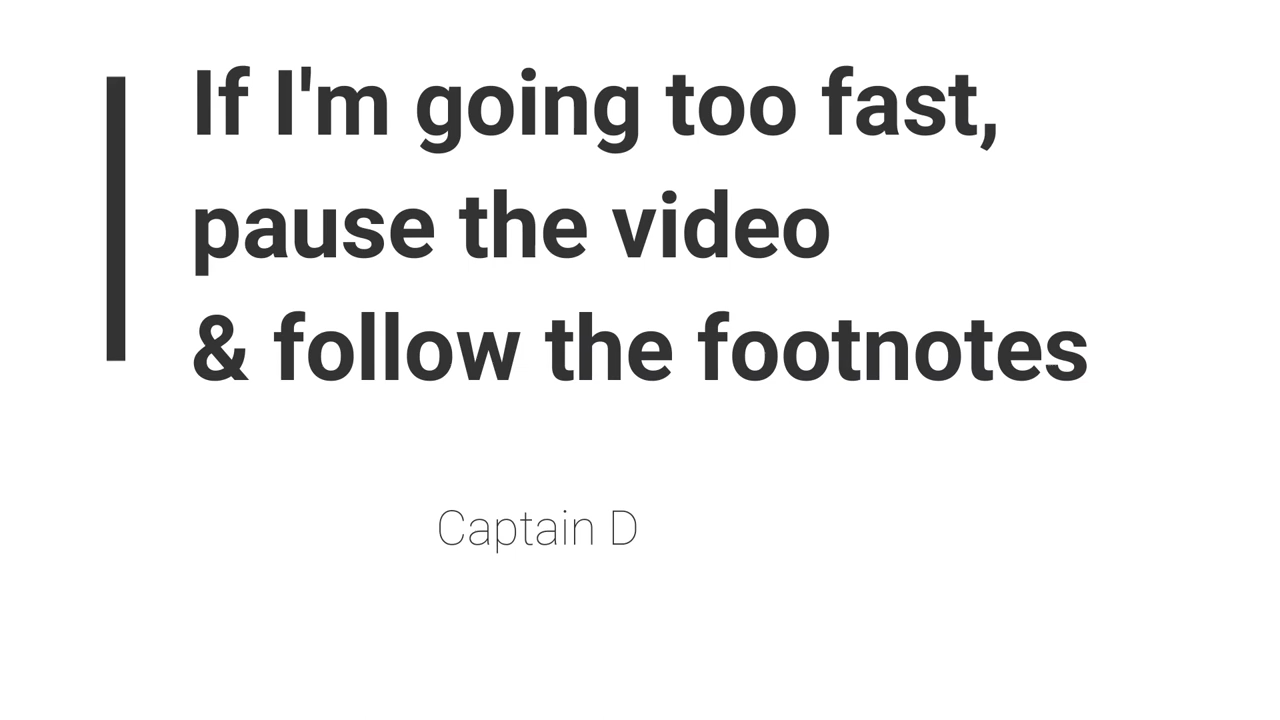 If I'm going too fast,
pause the video
& follow the footnotes
Captain D